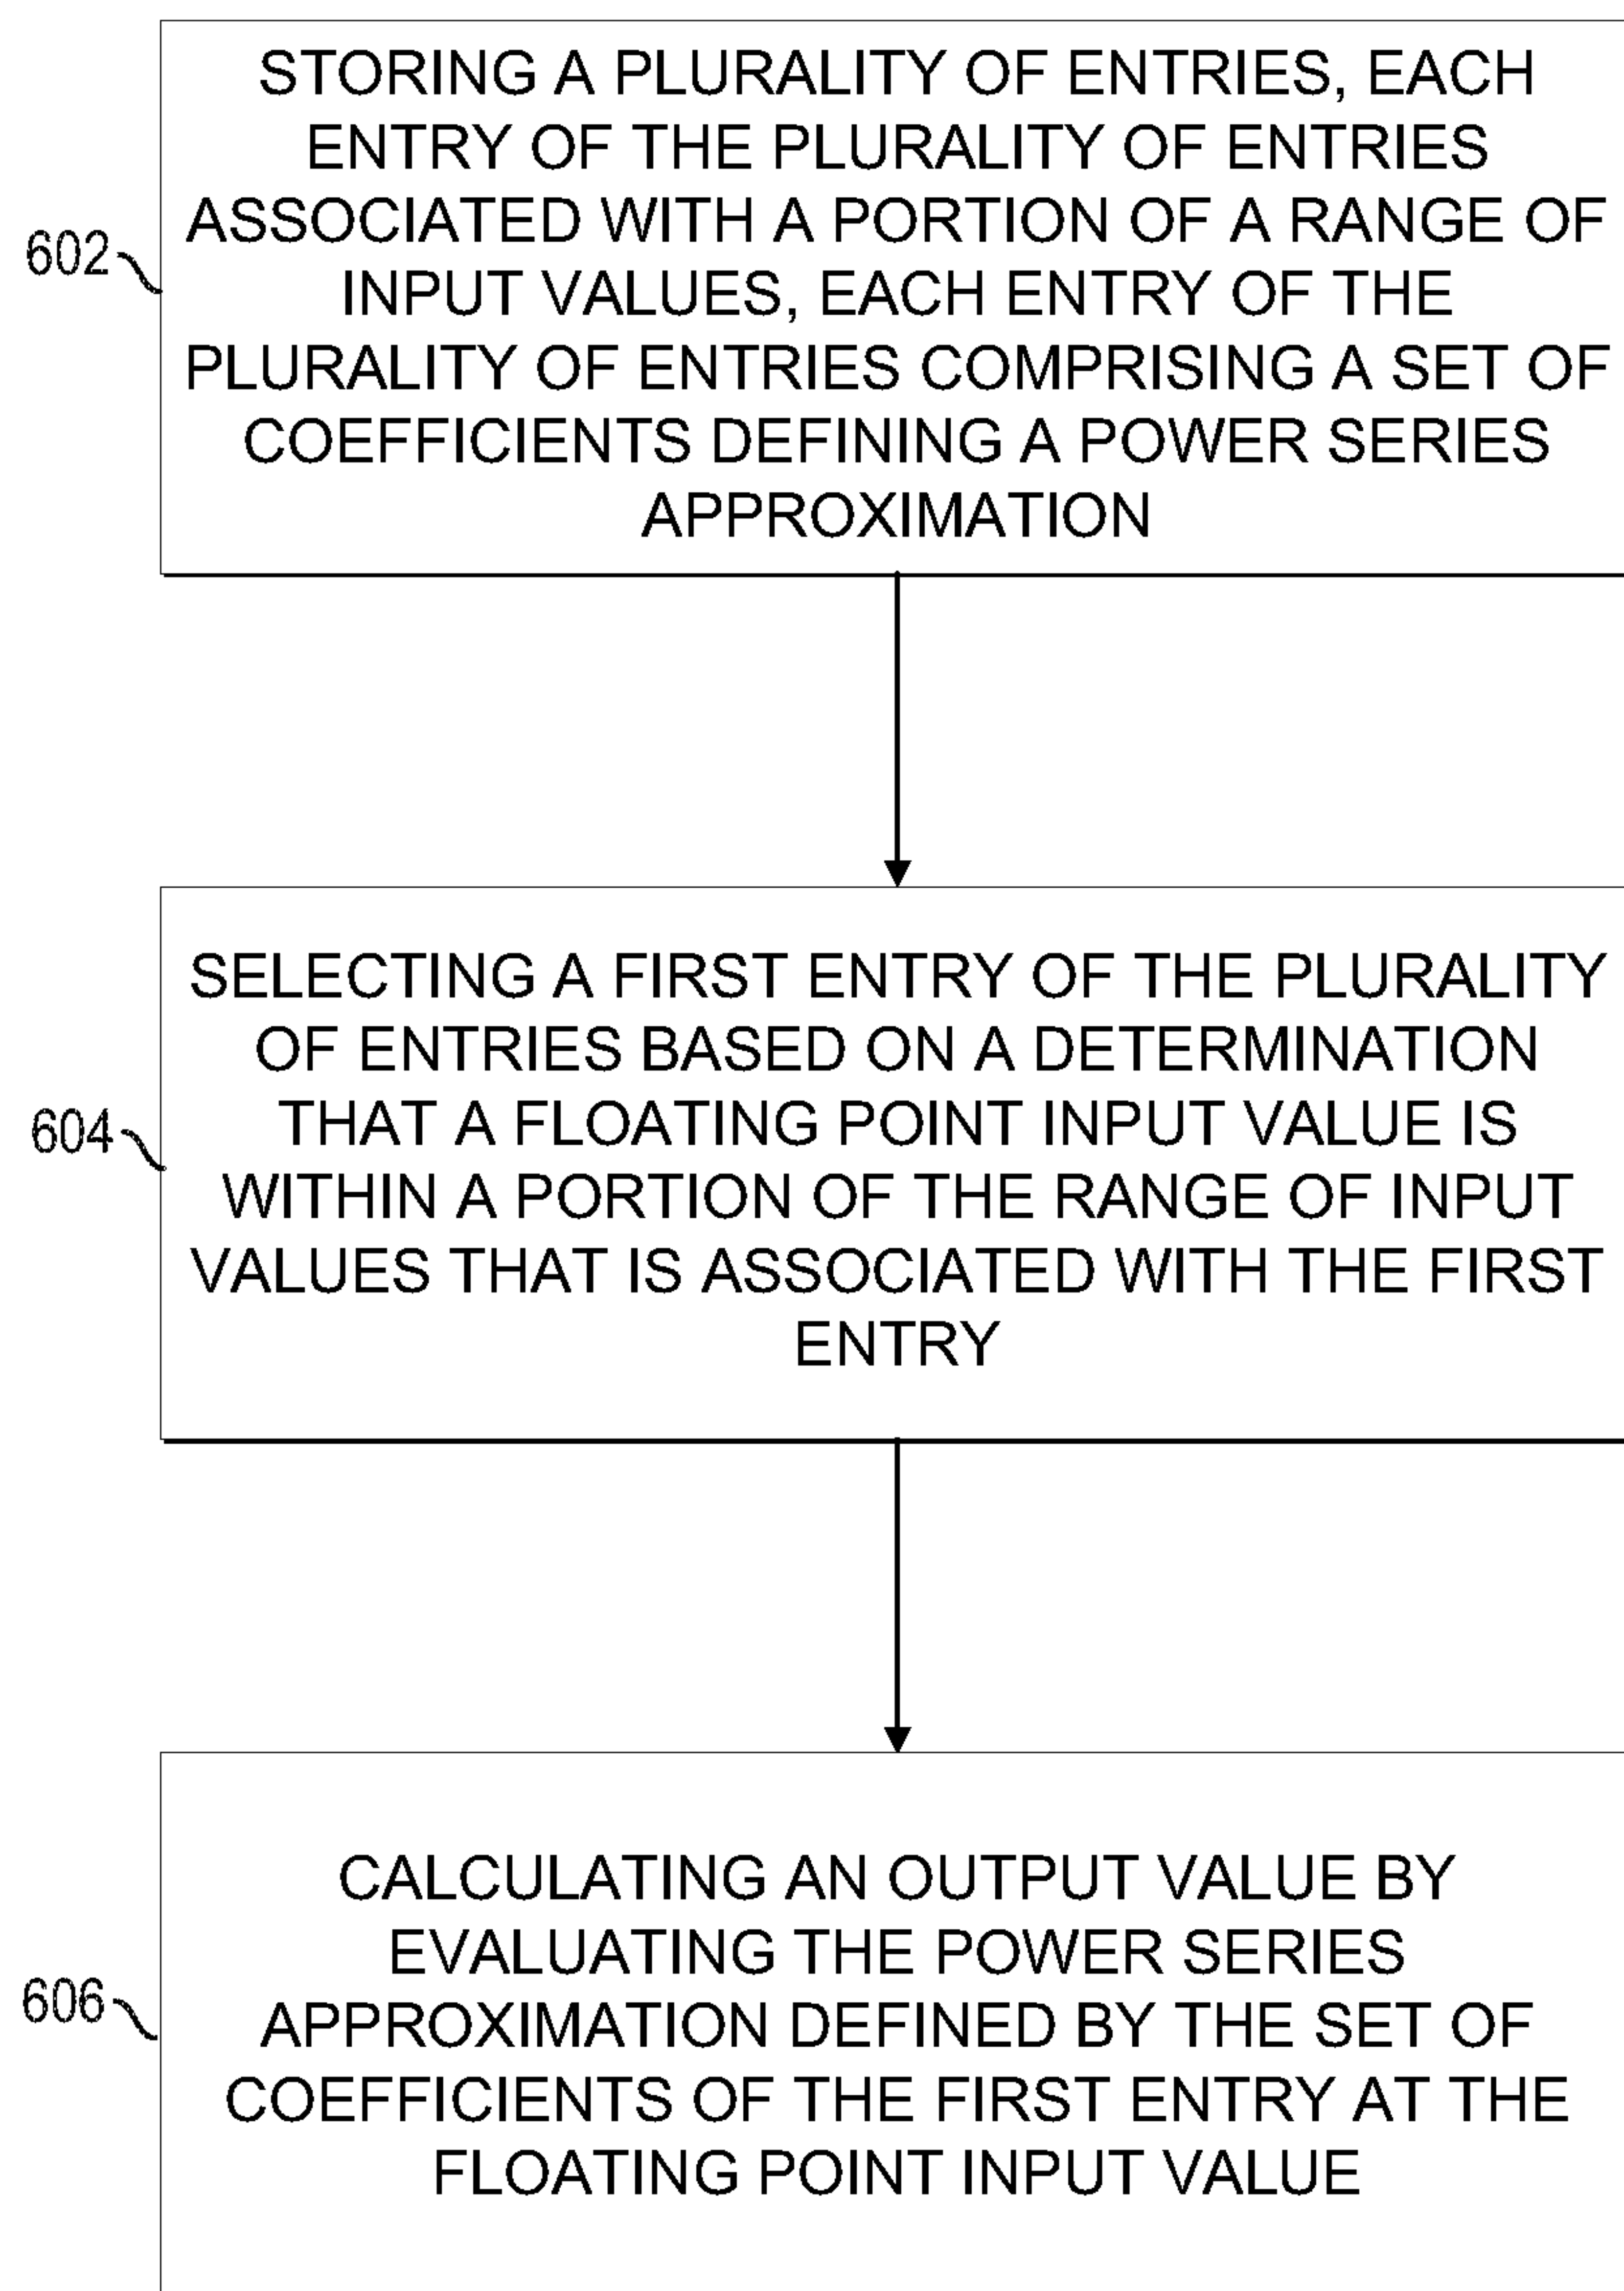 STORING A PLURALITY OF ENTRIES, EACH
ENTRY OF THE PLURALITY OF ENTRIES
ASSOCIATED WITH A PORTION OF A RANGE OF
INPUT VALUES, EACH ENTRY OF THE
PLURALITY OF ENTRIES COMPRISING A SET OF
COEFFICIENTS DEFINING A POWER SERIES
APPROXIMATION
602
SELECTING A FIRST ENTRY OF THE PLURALITY
OF ENTRIES BASED ON A DETERMINATION
THAT A FLOATING POINT INPUT VALUE IS
WITHIN A PORTION OF THE RANGE OF INPUT
VALUES THAT IS ASSOCIATED WITH THE FIRST
ENTRY
604
CALCULATING AN OUTPUT VALUE BY
EVALUATING THE POWER SERIES
APPROXIMATION DEFINED BY THE SET OF
COEFFICIENTS OF THE FIRST ENTRY AT THE
FLOATING POINT INPUT VALUE
606